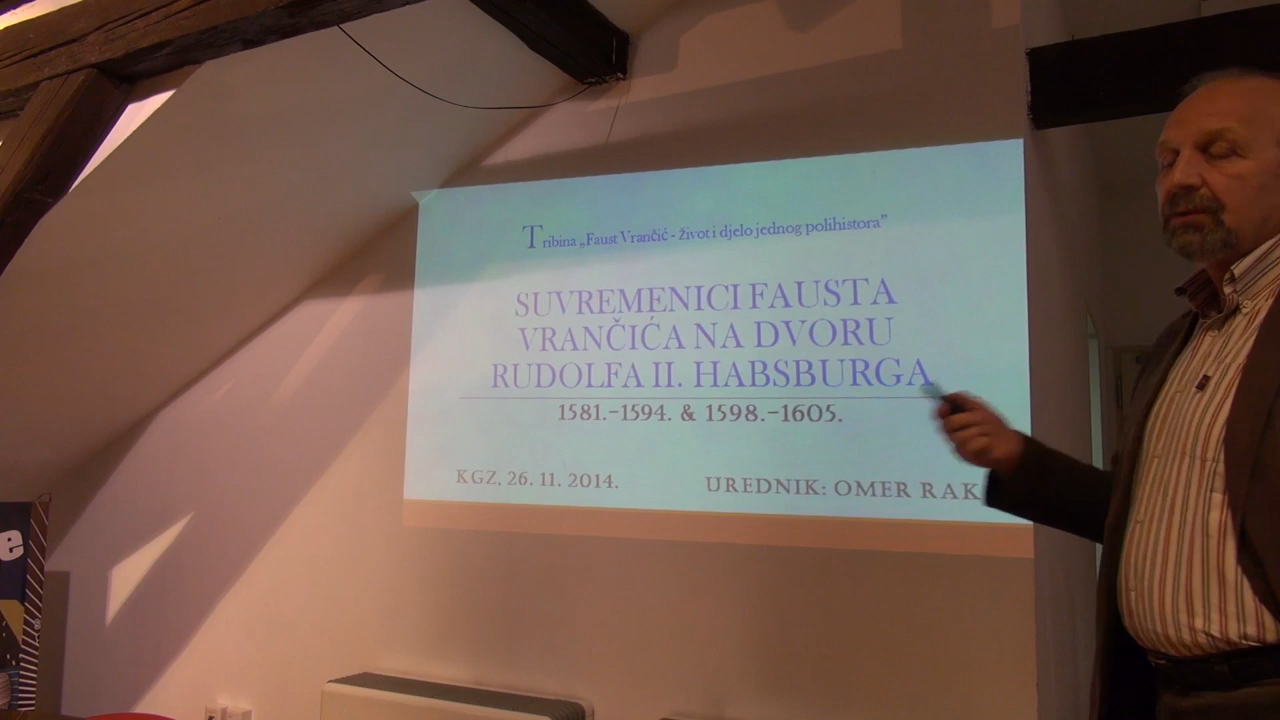 Tribina „Faust Vrančić - život i djelo jednog polihistora”
SUVREMENICI FAUSTA
VRANČIĆA NA DVORU
RUDOLFA II. HABSBURGA
1581.-1594. & 1598.-1605.
KGZ, 26. 11. 2014.
UREDNIK: OMER RAK
e